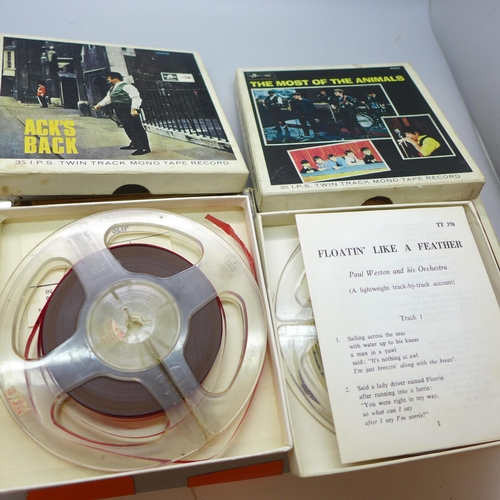 ACK'S
BACK
3¾ I.P.S. TWIN TRACK MONO TAPE RECORD
THE MOST OF THE ANIMALS
3¾ I.P.S. TWIN TRACK MONO TAPE RECORD
TT 378
FLOATIN' LIKE A FEATHER
Paul Weston and his Orchestra
(A lightweight track-by-track account)
Track 1
1. Sailing across the seas
with water up to his knees
a man in a yawl
said: "It's nothing at owl
I'm just breezin' along with the breeze".
2. Said a lady driver named Florrie
after running into a lorrie:
"You were right in my way,
so what can I say
after I say I'm sorrie?"